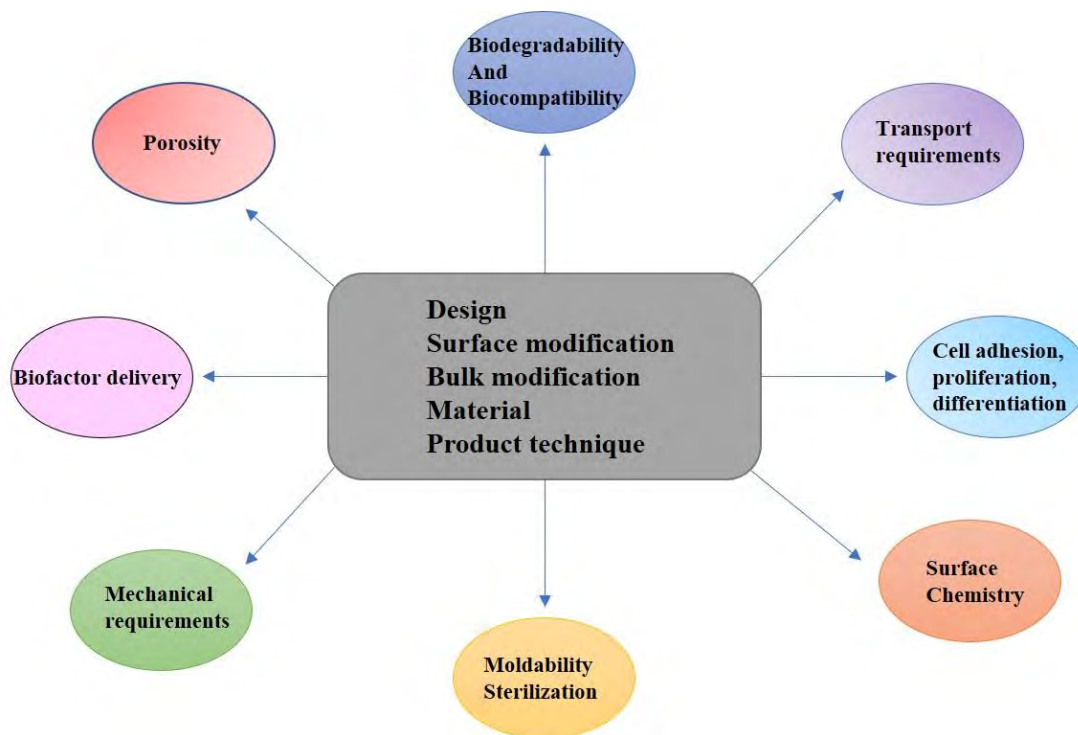 Biodegradability
And
Biocompatibility
Porosity
Transport
requirements
Design
Surface modification
Bulk modification
Material
Product technique
Biofactor delivery
Cell adhesion,
proliferation,
differentiation
Mechanical
requirements
Surface
Chemistry
Moldability
Sterilization